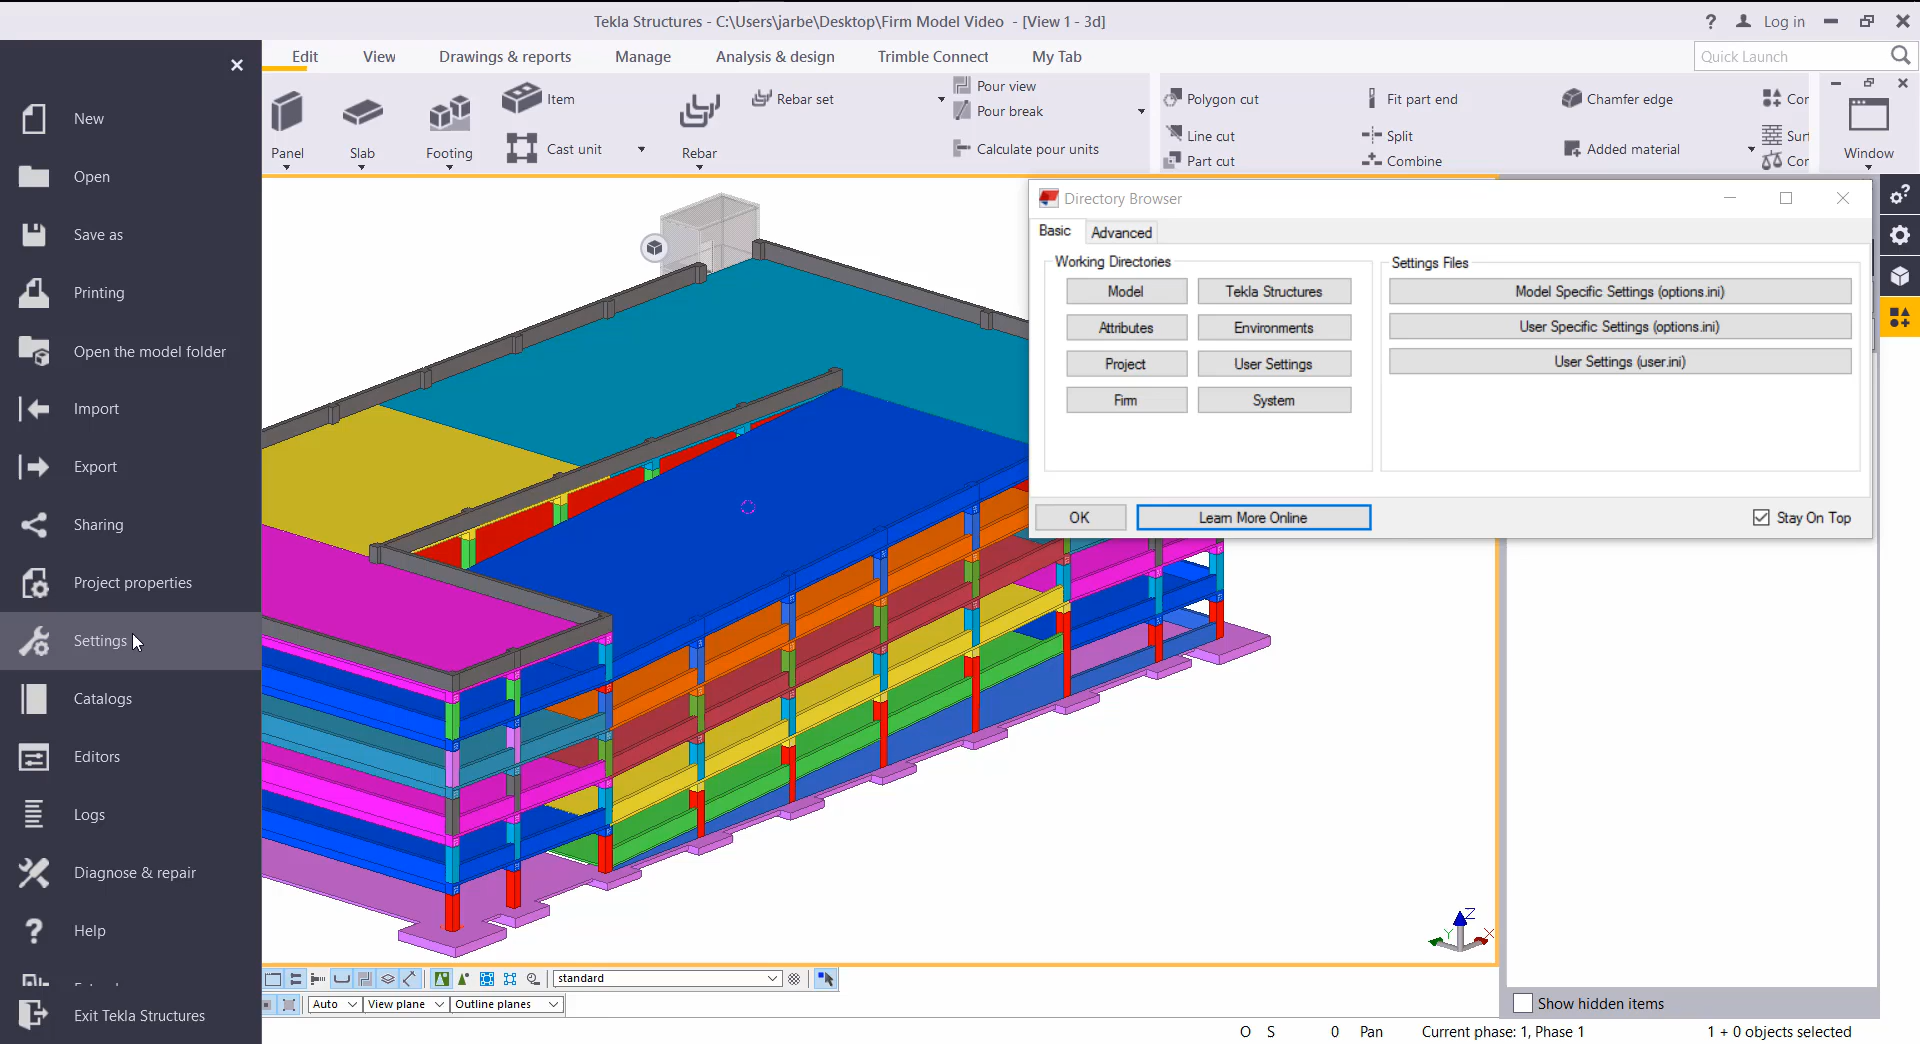 Tekla Structures - C:\Users\jarbe\Desktop\Firm Model Video - [View 1 - 3d]
? Log in
Edit View Drawings & reports Manage Analysis & design Trimble Connect My Tab
Quick Launch
Panel
Slab
Footing
Item
Cast unit
Rebar
Rebar set
Pour view
Pour break
Calculate pour units
Polygon cut
Line cut
Part cut
Fit part end
Split
Combine
Chamfer edge
Added material
Cor
Surf
Cor
Window
New
Open
Save as
Printing
Open the model folder
Import
Export
Sharing
Project properties
Settings
Catalogs
Editors
Logs
Diagnose & repair
Help
Exit Tekla Structures
Directory Browser
Basic Advanced
Working Directories
Model Tekla Structures
Attributes Environments
Project User Settings
Firm System
Settings Files
Model Specific Settings (options.ini)
User Specific Settings (options.ini)
User Settings (user.ini)
OK Learn More Online Stay On Top
Z
Y X
standard
Auto View plane Outline planes
Show hidden items
O S 0 Pan Current phase: 1, Phase 1 1 + 0 objects selected